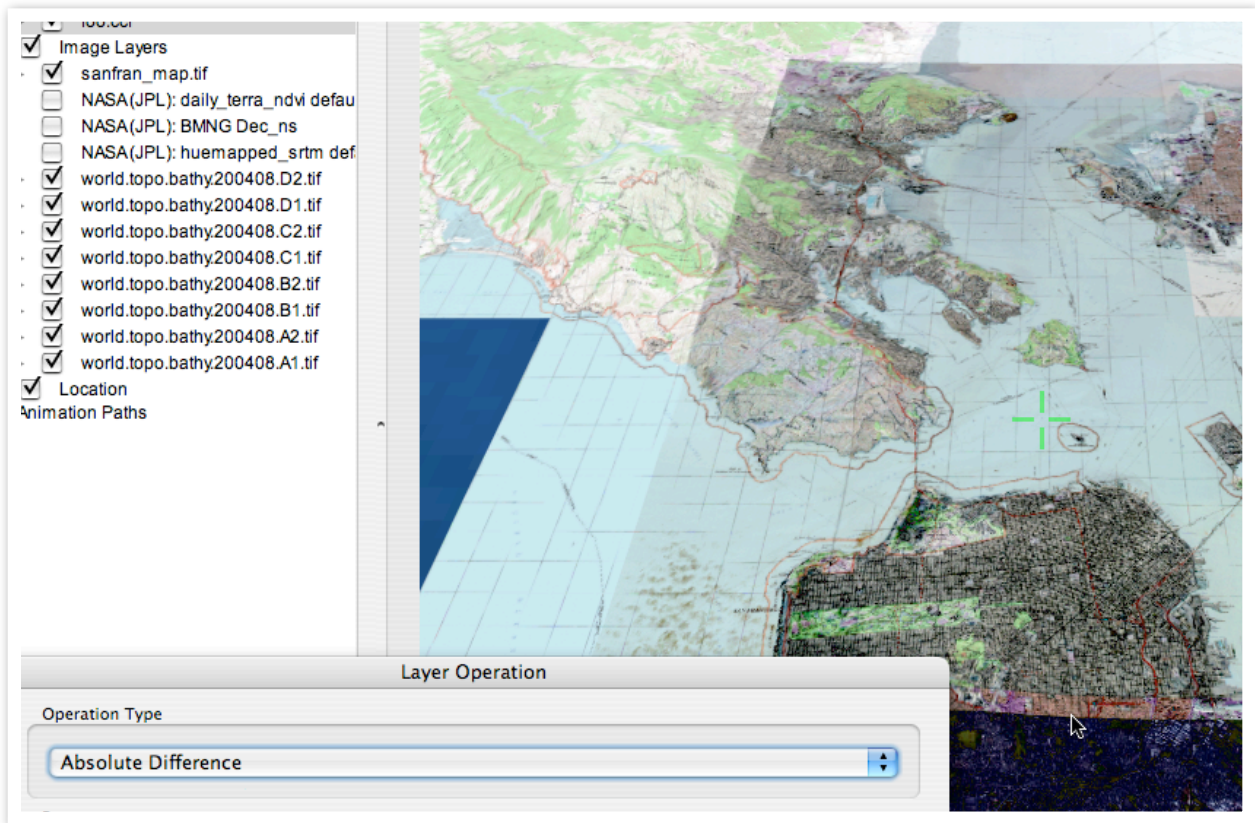 Image Layers
sanfran_map.tif
NASA(JPL): daily_terra_ndvi defau
NASA(JPL): BMNG Dec_ns
NASA(JPL): huemapped_srtm def
world.topo.bathy.200408.D2.tif
world.topo.bathy.200408.D1.tif
world.topo.bathy.200408.C2.tif
world.topo.bathy.200408.C1.tif
world.topo.bathy.200408.B2.tif
world.topo.bathy.200408.B1.tif
world.topo.bathy.200408.A2.tif
world.topo.bathy.200408.A1.tif
Location
Animation Paths
Layer Operation
Operation Type
Absolute Difference